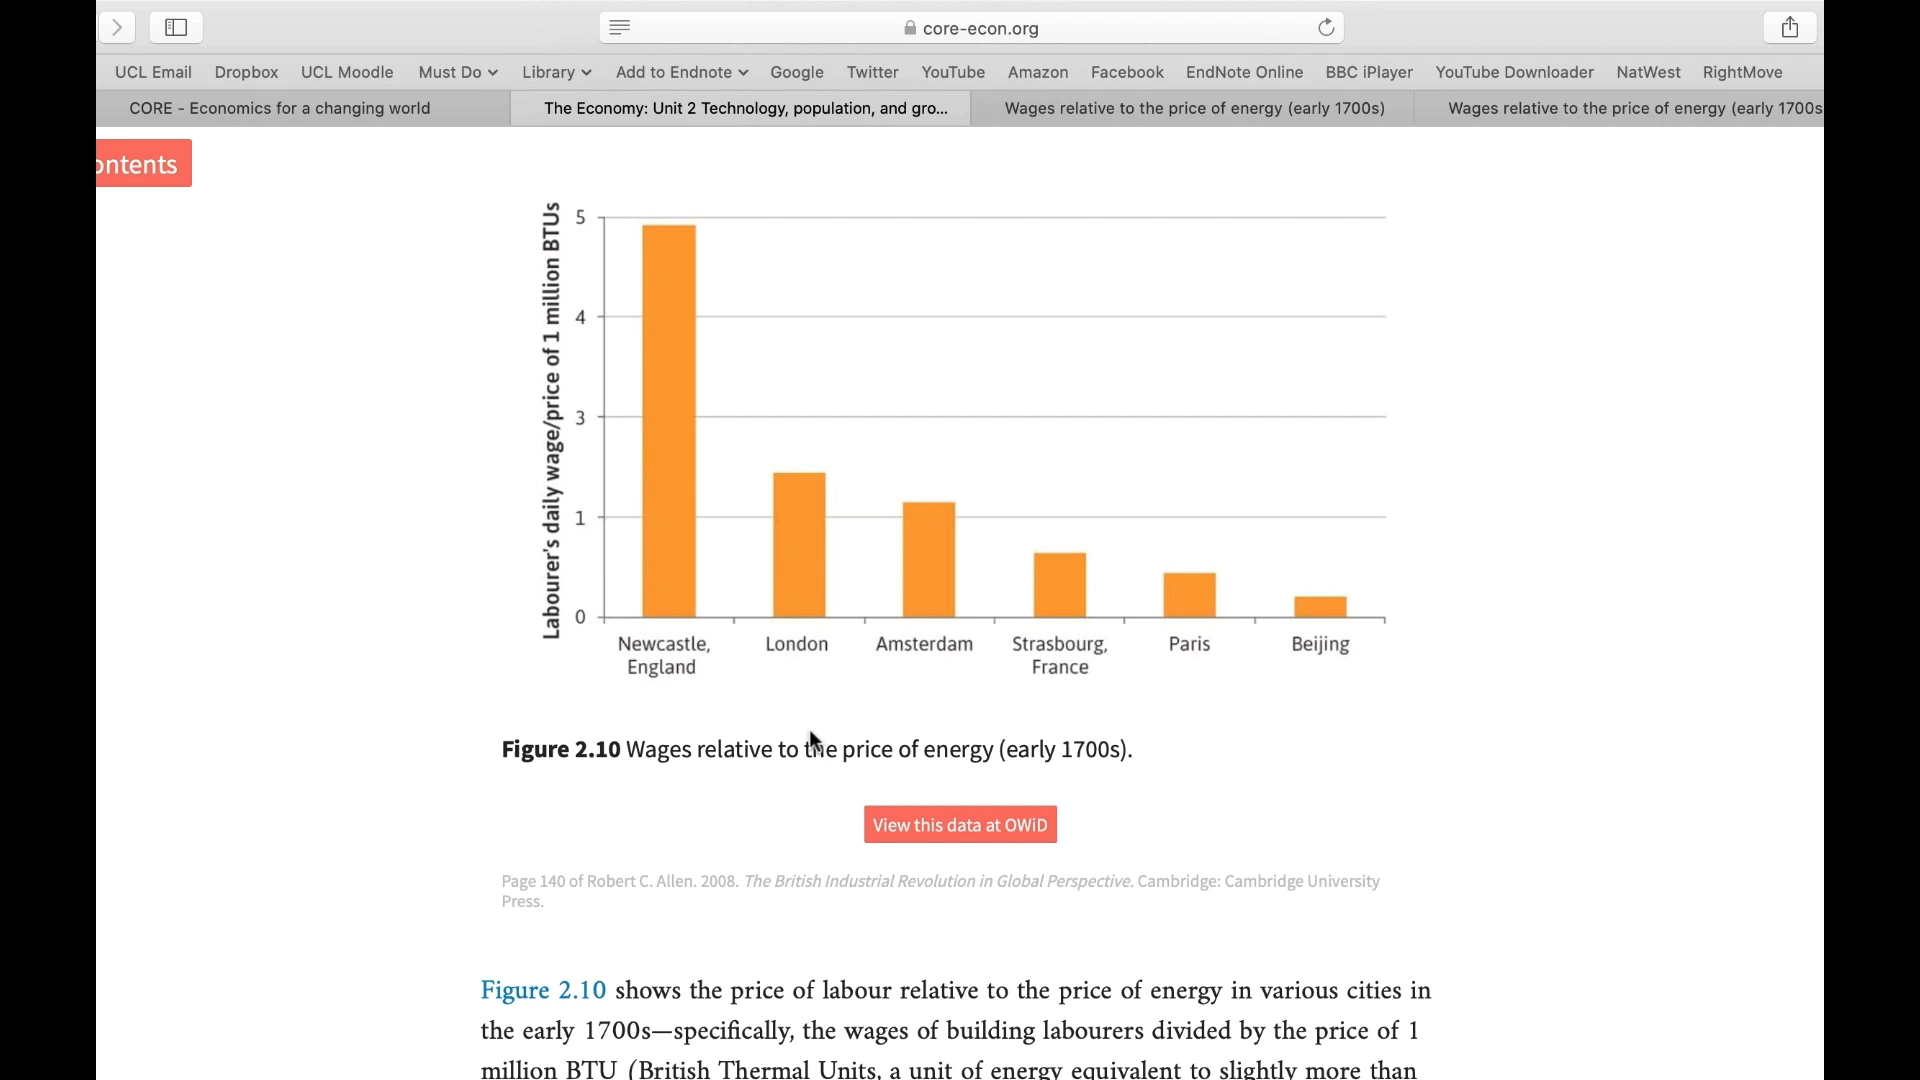 core-econ.org
UCL Email Dropbox UCL Moodle Must Do Library Add to Endnote Google Twitter YouTube Amazon Facebook EndNote Online BBC iPlayer YouTube Downloader NatWest RightMove
CORE - Economics for a changing world The Economy: Unit 2 Technology, population, and gro... Wages relative to the price of energy (early 1700s) Wages relative to the price of energy (early 1700s
ontents
Labourer's daily wage/price of 1 million BTUs
5
4
3
1
0
Newcastle, London Amsterdam Strasbourg, Paris Beijing
England France
Figure 2.10 Wages relative to the price of energy (early 1700s).
View this data at OWiD
Page 140 of Robert C. Allen. 2008. The British Industrial Revolution in Global Perspective. Cambridge: Cambridge University
Press.
Figure 2.10 shows the price of labour relative to the price of energy in various cities in
the early 1700s—specifically, the wages of building labourers divided by the price of 1
million BTU (British Thermal Units, a unit of energy equivalent to slightly more than